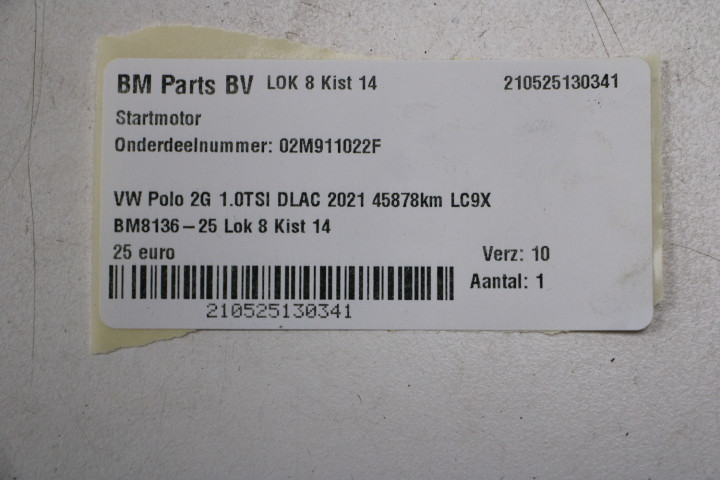 BM Parts BV LOK 8 Kist 14 210525130341
Startmotor
Onderdeelnummer: 02M911022F
VW Polo 2G 1.0TSI DLAC 2021 45878km LC9X
BM8136-25 Lok 8 Kist 14
25 euro Verz: 10
Aantal: 1
210525130341